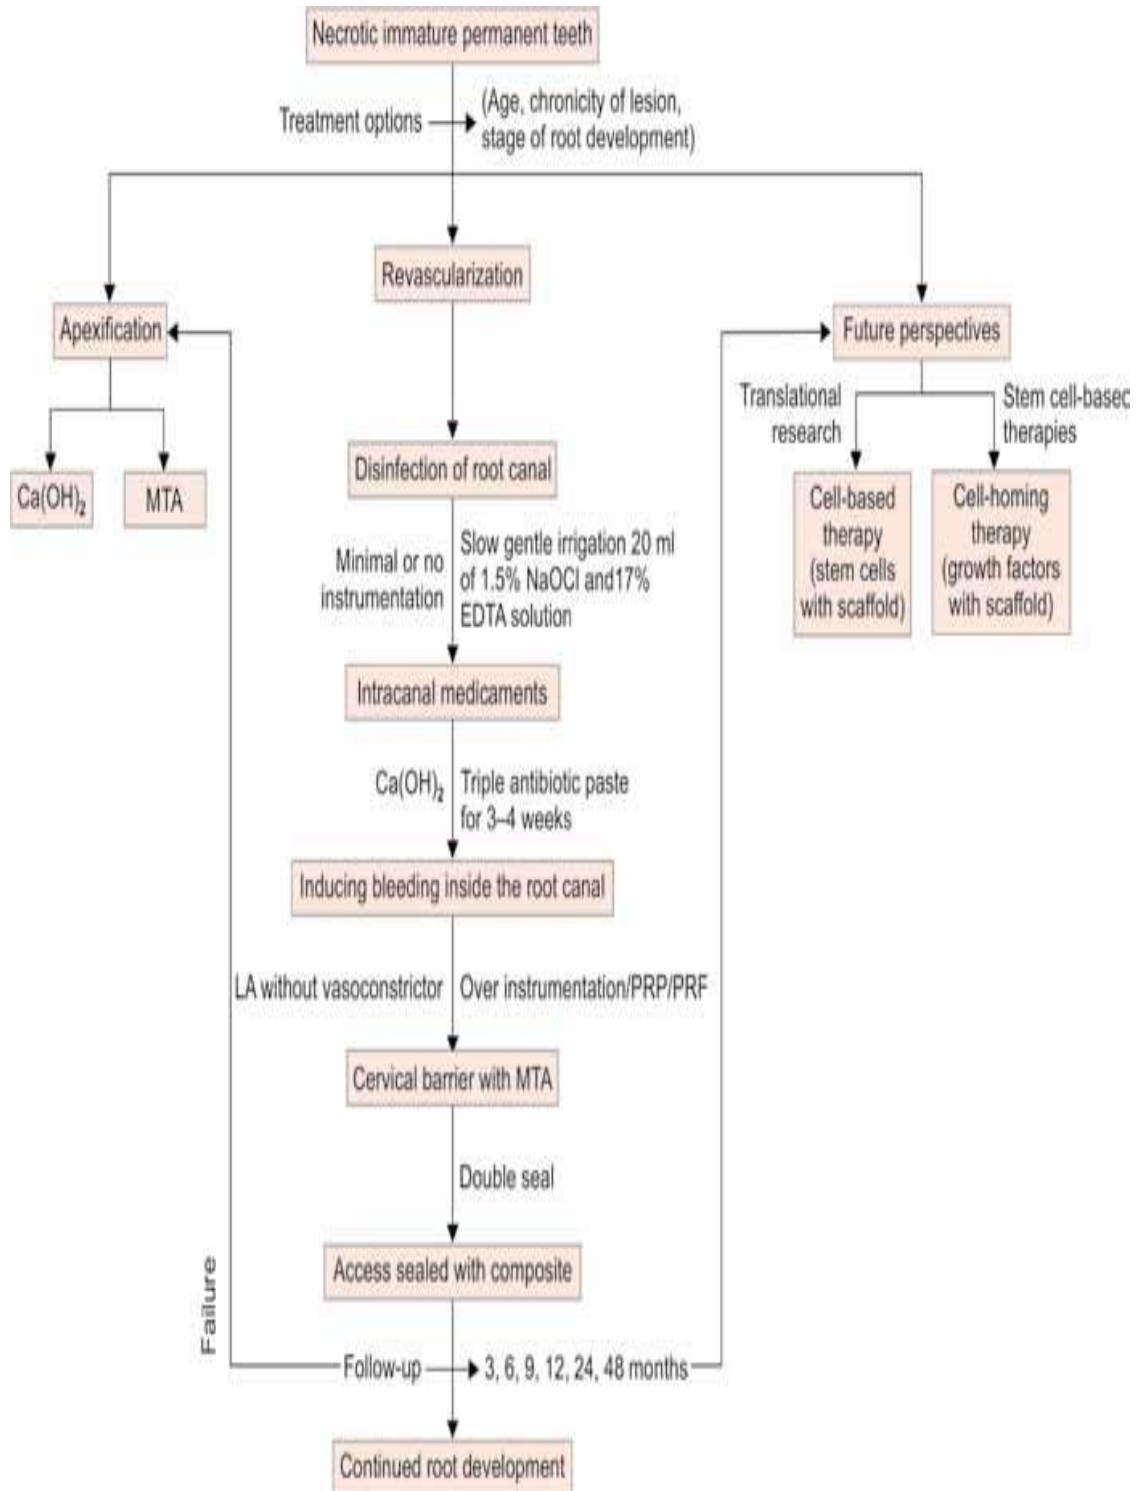 Necrotic immature permanent teeth
Treatment options
(Age, chronicity of lesion,
stage of root development)
Revascularization
Apexification
Future perspectives
Ca(OH)₂
MTA
Translational
research
Stem cell-based
therapies
Cell-based
therapy
(stem cells
with scaffold)
Cell-homing
therapy
(growth factors
with scaffold)
Disinfection of root canal
Minimal or no
instrumentation
Slow gentle irrigation 20 ml
of 1.5% NaOCl and17%
EDTA solution
Intracanal medicaments
Ca(OH)₂
Triple antibiotic paste
for 3–4 weeks
Inducing bleeding inside the root canal
LA without vasoconstrictor
Over instrumentation/PRP/PRF
Cervical barrier with MTA
Double seal
Access sealed with composite
Failure
Follow-up
3, 6, 9, 12, 24, 48 months
Continued root development